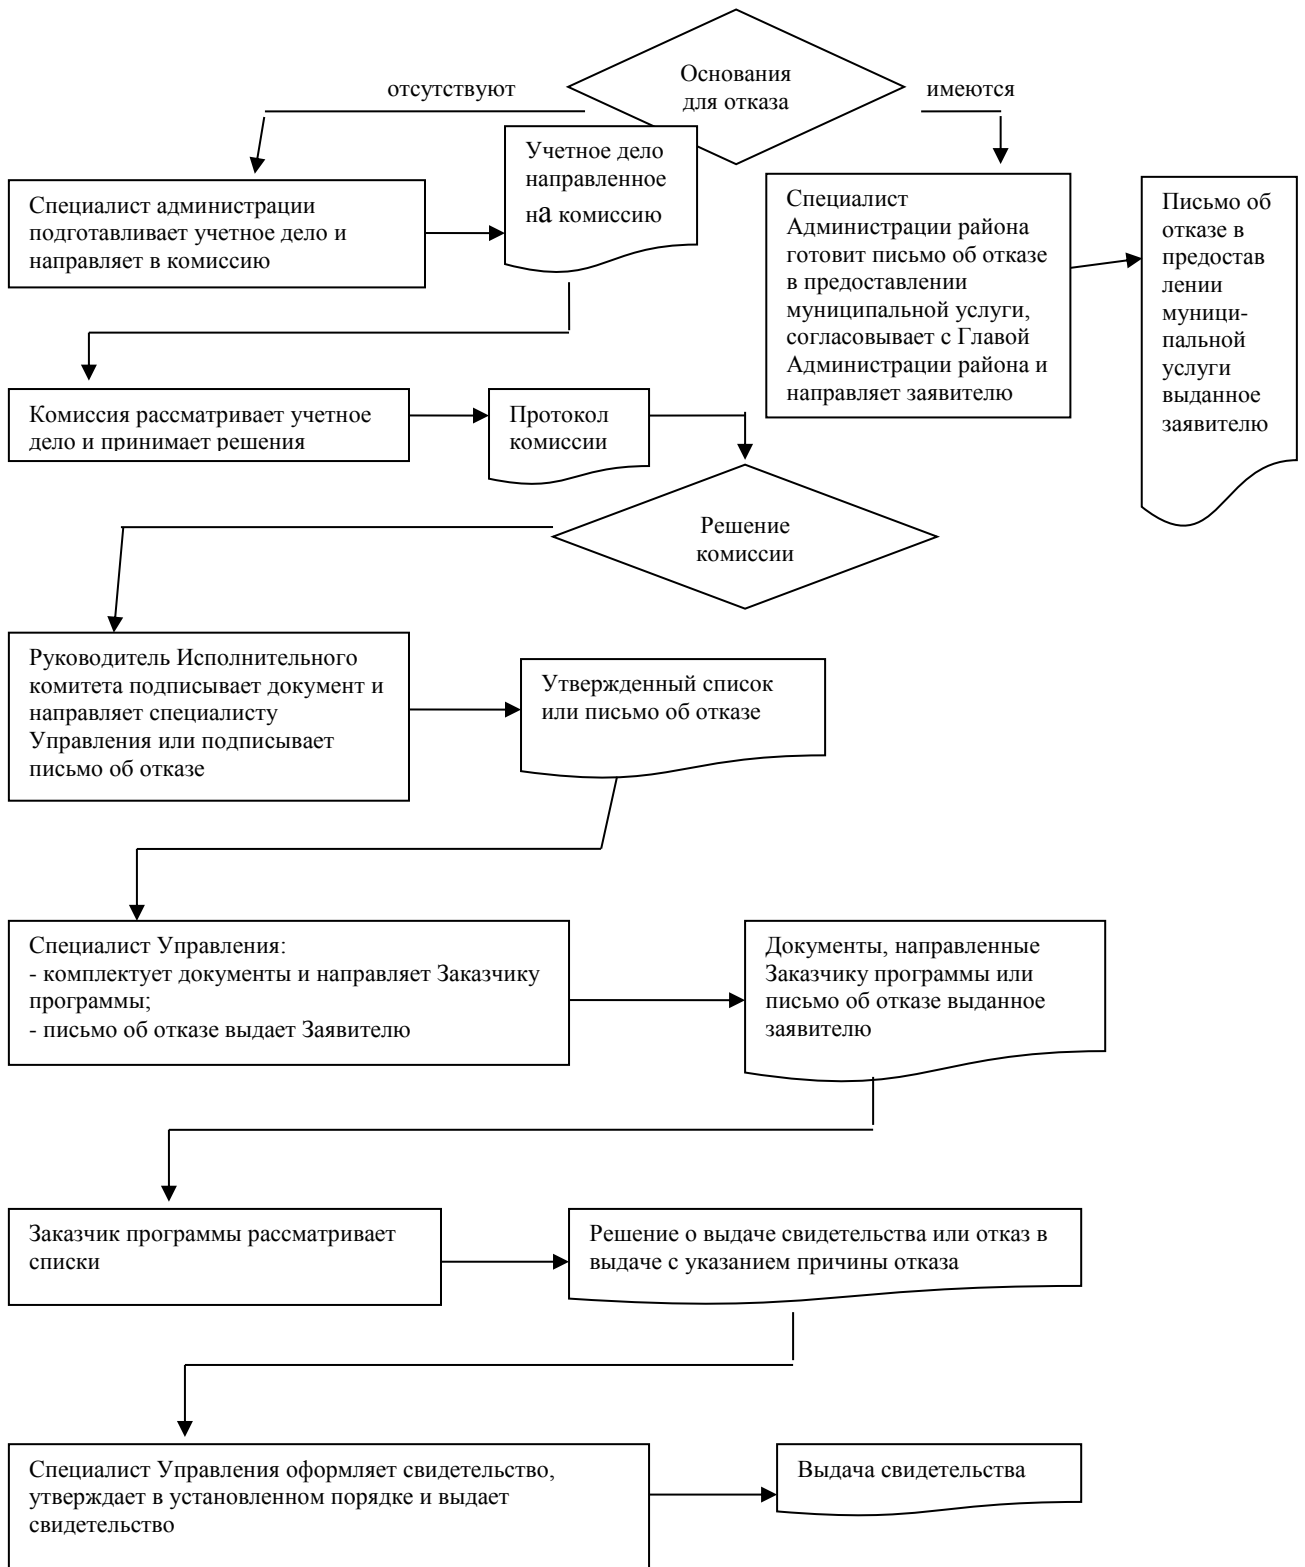 Основания
для отказа
отсутствуют
имеются
Учетное дело
направленное
на комиссию
Специалист администрации
подготавливает учетное дело и
направляет в комиссию
Специалист
Администрации района
готовит письмо об отказе
в предоставлении
муниципальной услуги,
согласовывает с Главой
Администрации района и
направляет заявителю
Письмо об
отказе в
предостав
лении
муници-
пальной
услуги
выданное
заявителю
Комиссия рассматривает учетное
дело и принимает решения
Протокол
комиссии
Решение
комиссии
Руководитель Исполнительного
комитета подписывает документ и
направляет специалисту
Управления или подписывает
письмо об отказе
Утвержденный список
или письмо об отказе
Специалист Управления:
- комплектует документы и направляет Заказчику
программы;
- письмо об отказе выдает Заявителю
Документы, направленные
Заказчику программы или
письмо об отказе выданное
заявителю
Заказчик программы рассматривает
списки
Решение о выдаче свидетельства или отказ в
выдаче с указанием причины отказа
Специалист Управления оформляет свидетельство,
утверждает в установленном порядке и выдает
свидетельство
Выдача свидетельства